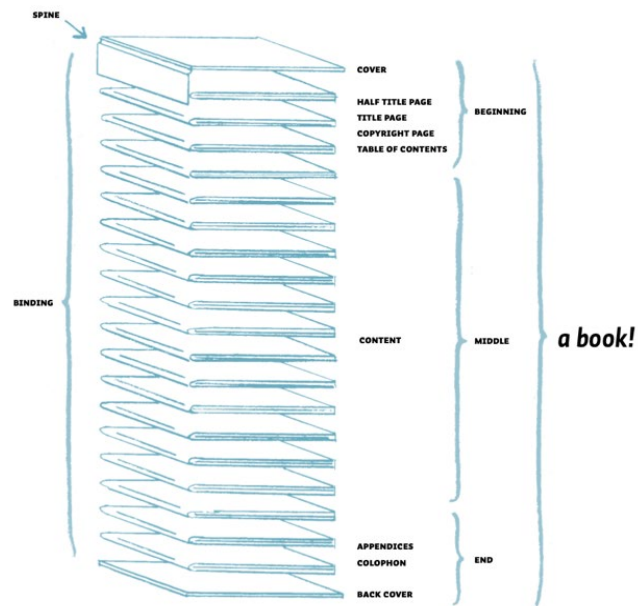 SPINE
COVER
HALF TITLE PAGE
TITLE PAGE
COPYRIGHT PAGE
TABLE OF CONTENTS
BEGINNING
BINDING
CONTENT
MIDDLE
a book!
APPENDICES
COLOPHON
END
BACK COVER